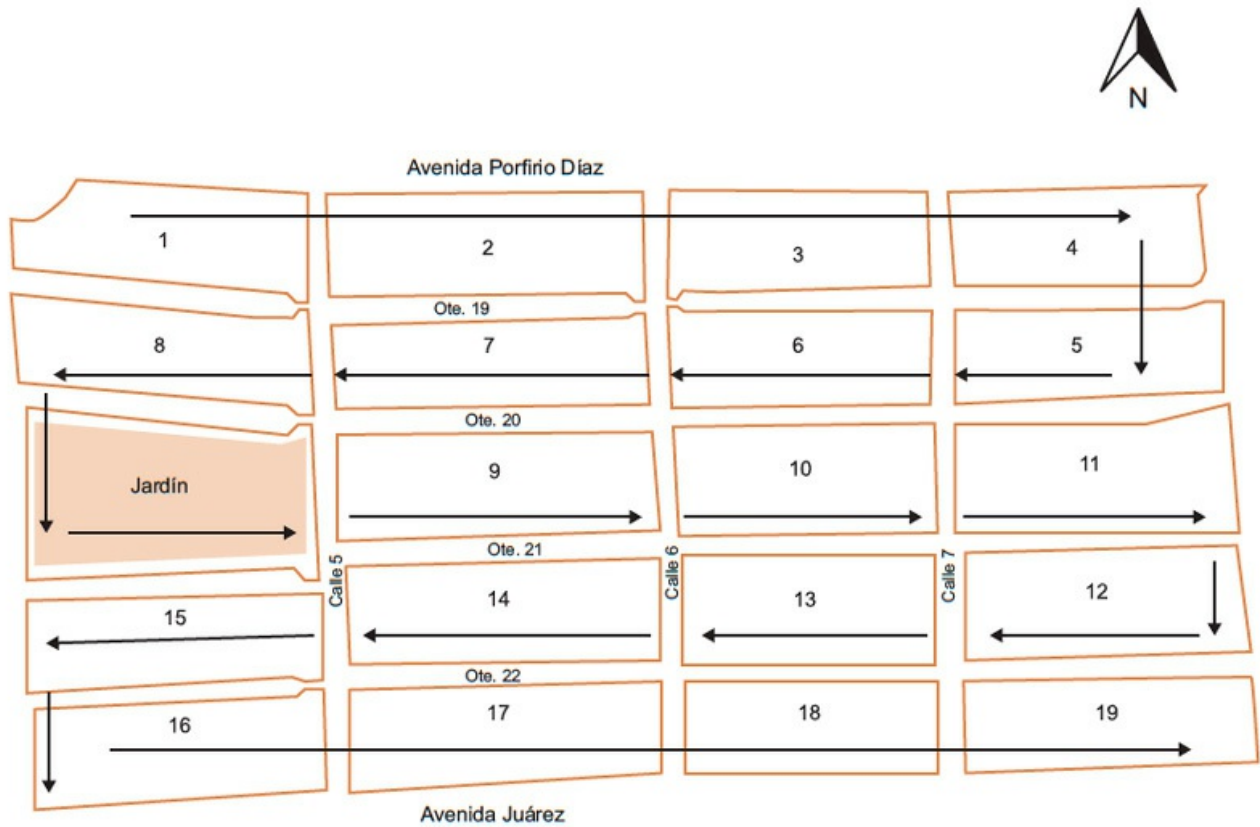 N
Avenida Porfirio Díaz
1
2
3
4
Ote. 19
8
7
6
5
Ote. 20
Jardín
9
10
11
Ote. 21
Calle 5
Calle 6
Calle 7
15
14
13
12
Ote. 22
16
17
18
19
Avenida Juárez